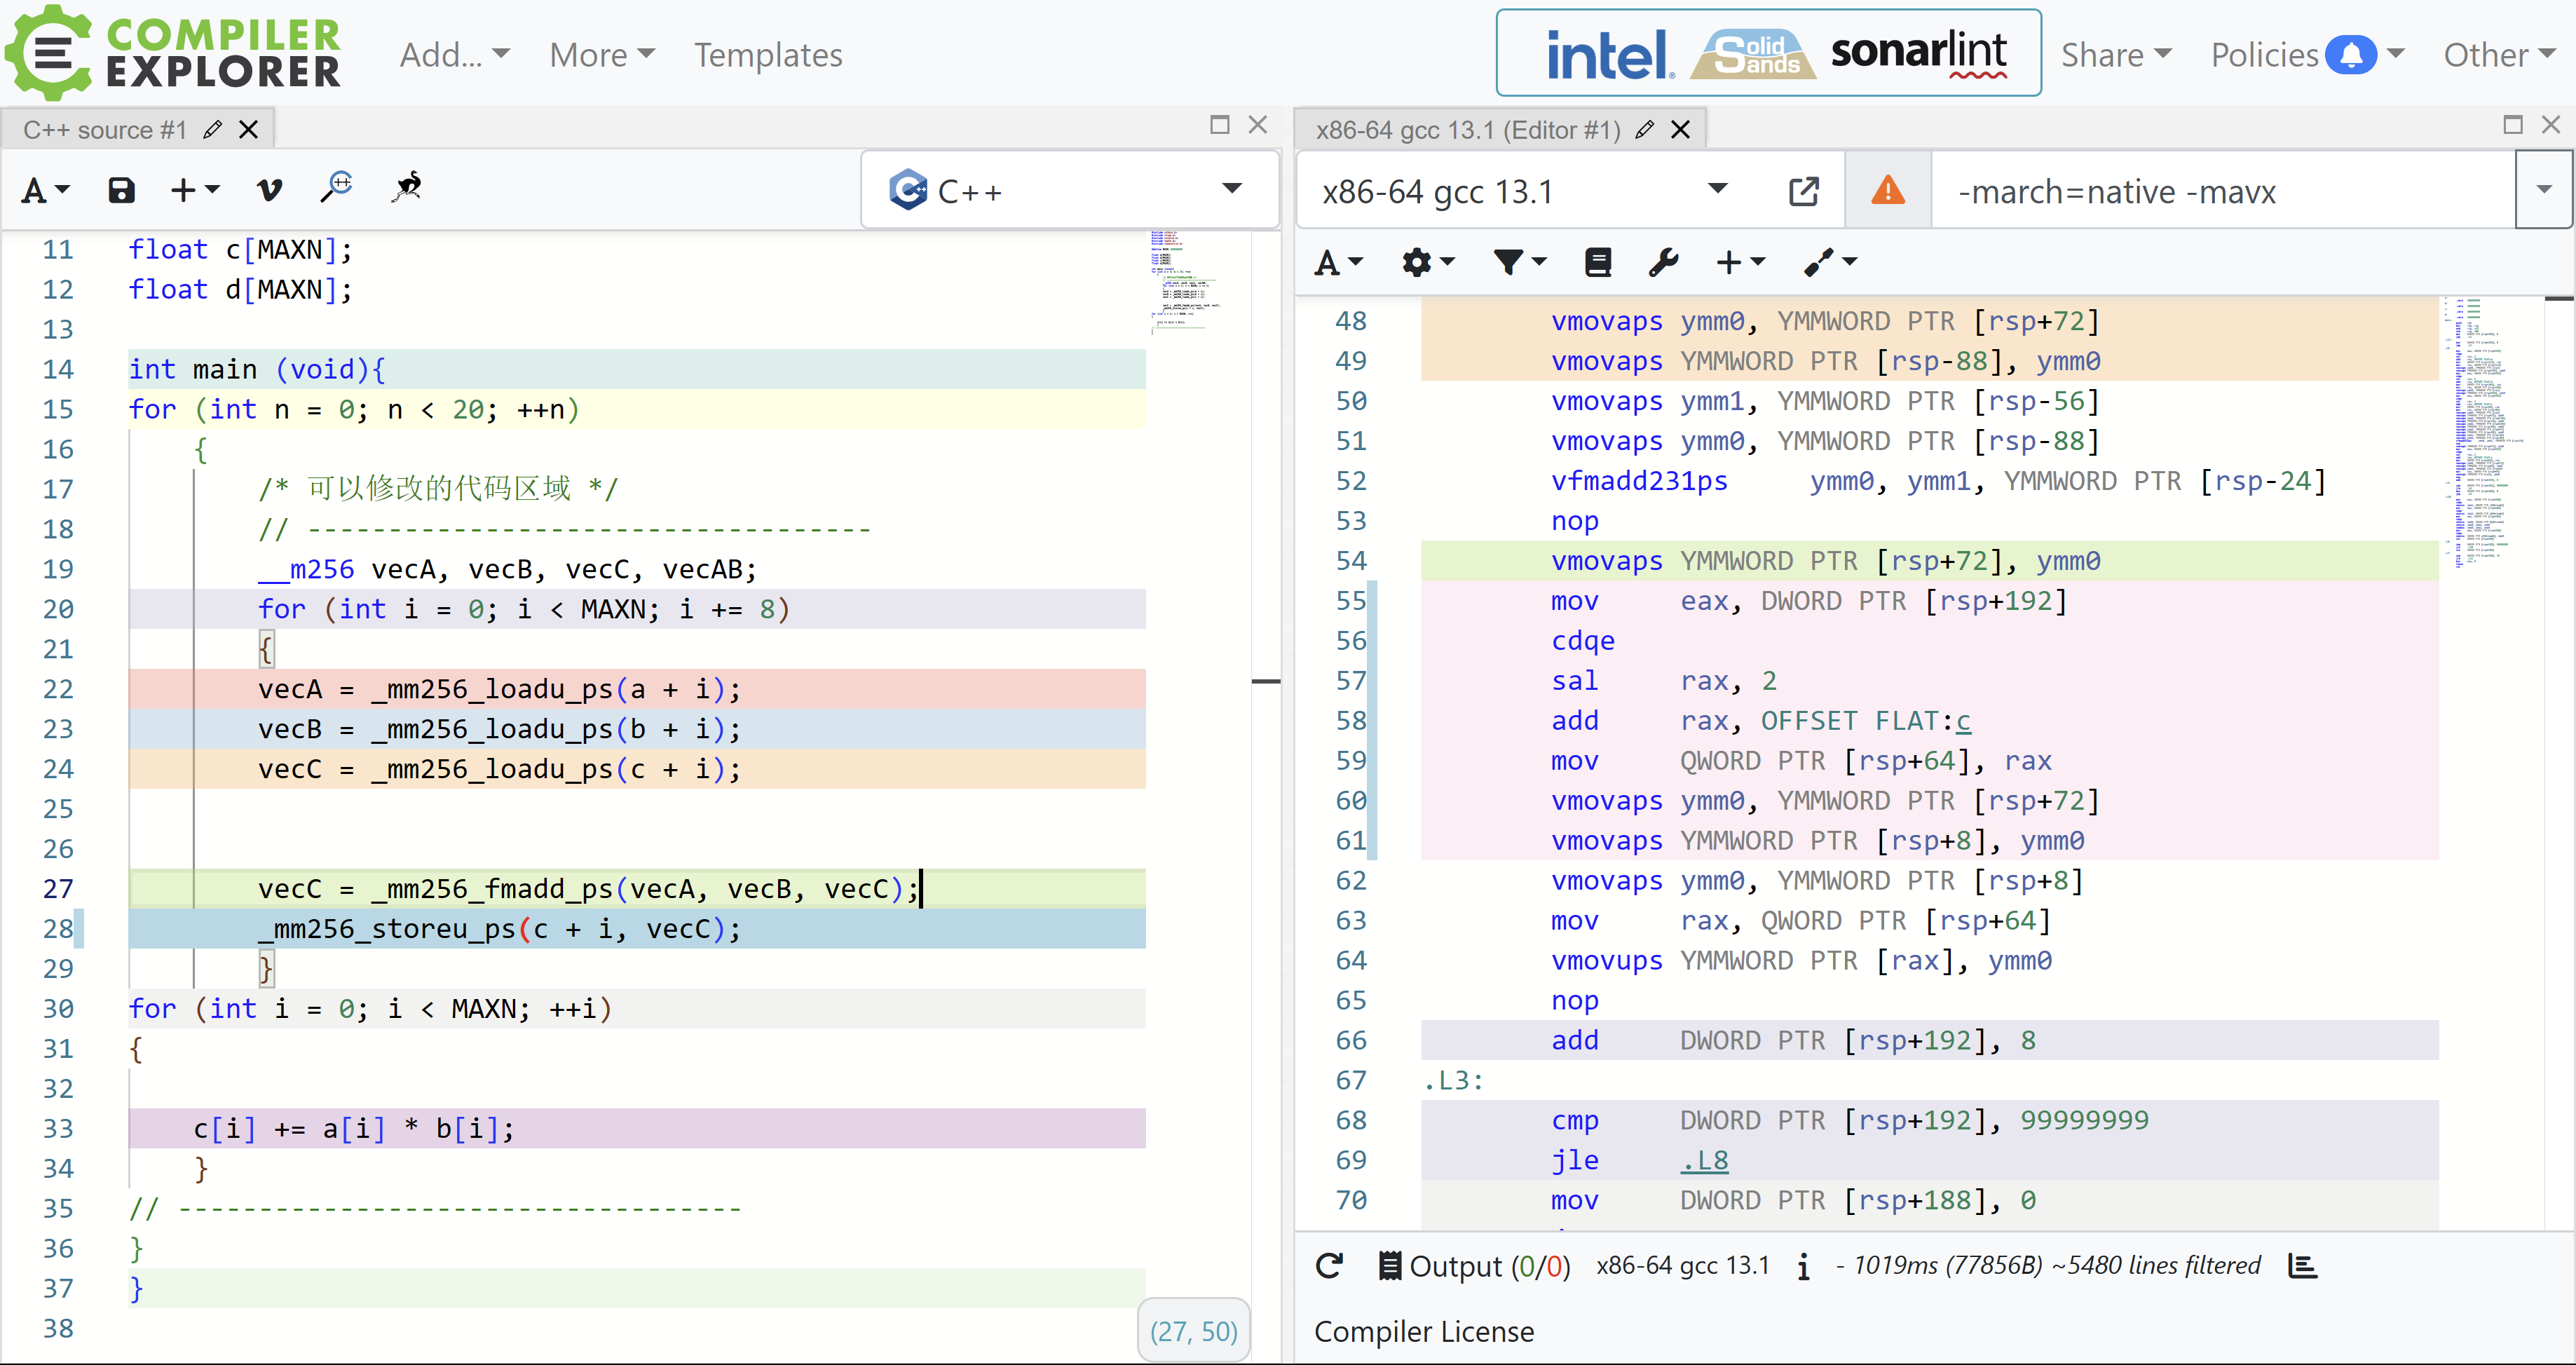 COMPILER
EXPLORER
Add...
More
Templates
intel.
Solid
Sands
sonarlint
Share
Policies
Other
C++ source #1
A
C++
11 float c[MAXN];
12 float d[MAXN];
13
14 int main (void){
15 for (int n = 0; n < 20; ++n)
16 {
17 /* 可以修改的代码区域 */
18 // -----------------------------------
19 __m256 vecA, vecB, vecC, vecAB;
20 for (int i = 0; i < MAXN; i += 8)
21 {
22 vecA = _mm256_loadu_ps(a + i);
23 vecB = _mm256_loadu_ps(b + i);
24 vecC = _mm256_loadu_ps(c + i);
25
26
27 vecC = _mm256_fmadd_ps(vecA, vecB, vecC);
28 _mm256_storeu_ps(c + i, vecC);
29 }
30 for (int i = 0; i < MAXN; ++i)
31 {
32
33 c[i] += a[i] * b[i];
34 }
35 // -----------------------------------
36 }
37 }
38
(27, 50)
x86-64 gcc 13.1 (Editor #1)
x86-64 gcc 13.1
-march=native -mavx
A
48 vmovaps ymm0, YMMWORD PTR [rsp+72]
49 vmovaps YMMWORD PTR [rsp-88], ymm0
50 vmovaps ymm1, YMMWORD PTR [rsp-56]
51 vmovaps ymm0, YMMWORD PTR [rsp-88]
52 vfmadd231ps ymm0, ymm1, YMMWORD PTR [rsp-24]
53 nop
54 vmovaps YMMWORD PTR [rsp+72], ymm0
55 mov eax, DWORD PTR [rsp+192]
56 cdqe
57 sal rax, 2
58 add rax, OFFSET FLAT:c
59 mov QWORD PTR [rsp+64], rax
60 vmovaps ymm0, YMMWORD PTR [rsp+72]
61 vmovaps YMMWORD PTR [rsp+8], ymm0
62 vmovaps ymm0, YMMWORD PTR [rsp+8]
63 mov rax, QWORD PTR [rsp+64]
64 vmovups YMMWORD PTR [rax], ymm0
65 nop
66 add DWORD PTR [rsp+192], 8
67 .L3:
68 cmp DWORD PTR [rsp+192], 99999999
69 jle .L8
70 mov DWORD PTR [rsp+188], 0
Output (0/0) x86-64 gcc 13.1 i - 1019ms (77856B) ~5480 lines filtered
Compiler License